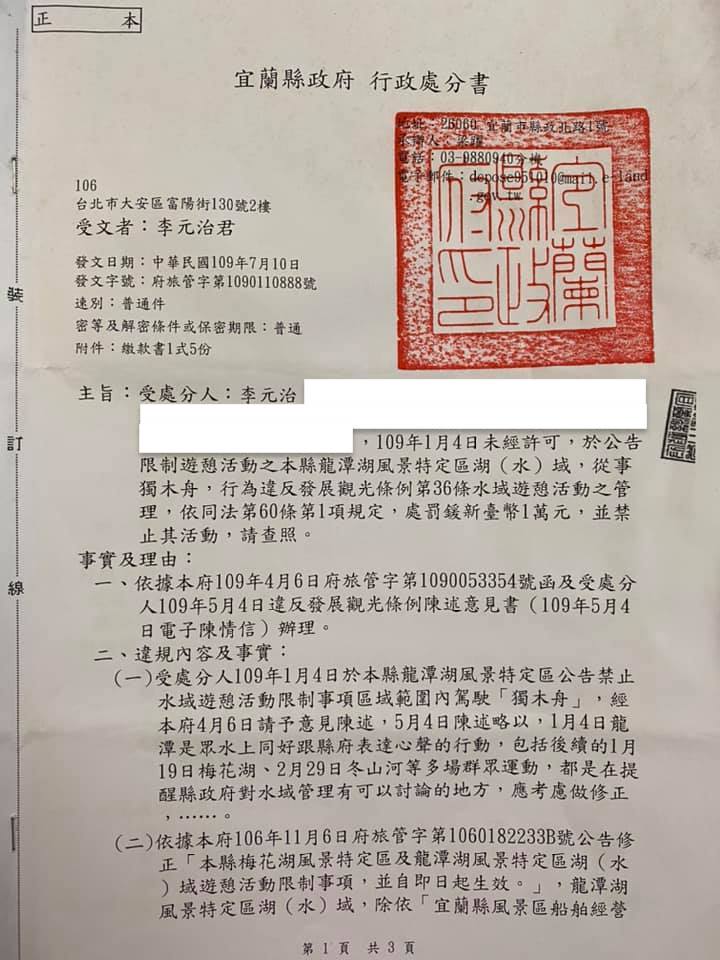 正本
宜蘭縣政府 行政處分書
地址：26060 宜蘭市縣政北路1號
電話：03-9880940分機
電子郵件：depose951010@mail.e-land
.gov.tw
106
台北市大安區富陽街130號2樓
受文者：李元治君
發文日期：中華民國109年7月10日
發文字號：府旅管字第1090110888號
速別：普通件
密等及解密條件或保密期限：普通
附件：繳款書1式5份
主旨：受處分人：李元治
，109年1月4日未經許可，於公告
限制遊憩活動之本縣龍潭湖風景特定區湖（水）域，從事
獨木舟，行為違反發展觀光條例第36條水域遊憩活動之管
理，依同法第60條第1項規定，處罰鍰新臺幣1萬元，並禁
止其活動，請查照。
事實及理由：
一、依據本府109年4月6日府旅管字第1090053354號函及受處分
人109年5月4日違反發展觀光條例陳述意見書（109年5月4
日電子陳情信）辦理。
二、違規內容及事實：
(一)受處分人109年1月4日於本縣龍潭湖風景特定區公告禁止
水域遊憩活動限制事項區域範圍內駕駛「獨木舟」，經
本府4月6日請予意見陳述，5月4日陳述略以，1月4日龍
潭是眾水上同好跟縣府表達心聲的行動，包括後續的1月
19日梅花湖、2月29日冬山河等多場群眾運動，都是在提
醒縣政府對水域管理有可以討論的地方，應考慮做修正
，……。
(二)依據本府106年11月6日府旅管字第1060182233B號公告修
正「本縣梅花湖風景特定區及龍潭湖風景特定區湖（水
）域遊憩活動限制事項，並自即日起生效。」，龍潭湖
風景特定區湖（水）域，除依「宜蘭縣風景區船舶經營
第1頁 共3頁
裝
訂
線
宜蘭縣政府印